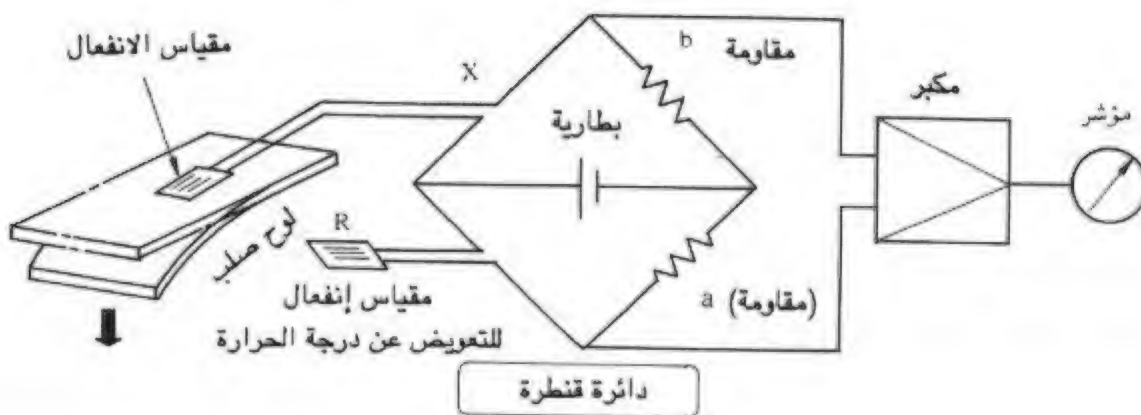 مقياس الانفعال
X
b
مقاومة
مكبر
مؤشر
بطارية
لوح صلب
R
مقياس إنفعال
للتعويض عن درجة الحرارة
a (مقاومة)
دائرة قنطرة